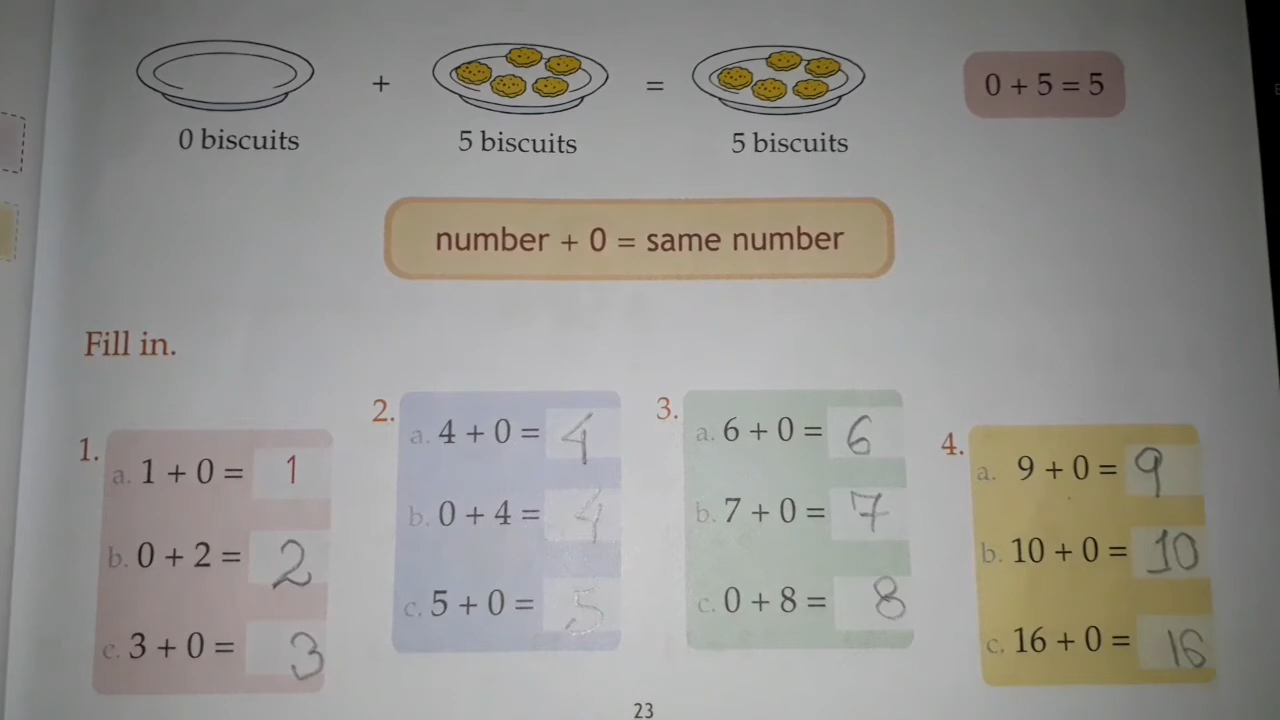 + =
0 + 5 = 5
0 biscuits 5 biscuits 5 biscuits
number + 0 = same number
Fill in.
1.
a. 1 + 0 = 1
b. 0 + 2 = 2
c. 3 + 0 = 3
2.
a. 4 + 0 = 4
b. 0 + 4 = 4
c. 5 + 0 = 5
3.
a. 6 + 0 = 6
b. 7 + 0 = 7
c. 0 + 8 = 8
4.
a. 9 + 0 = 9
b. 10 + 0 = 10
c. 16 + 0 = 16
23